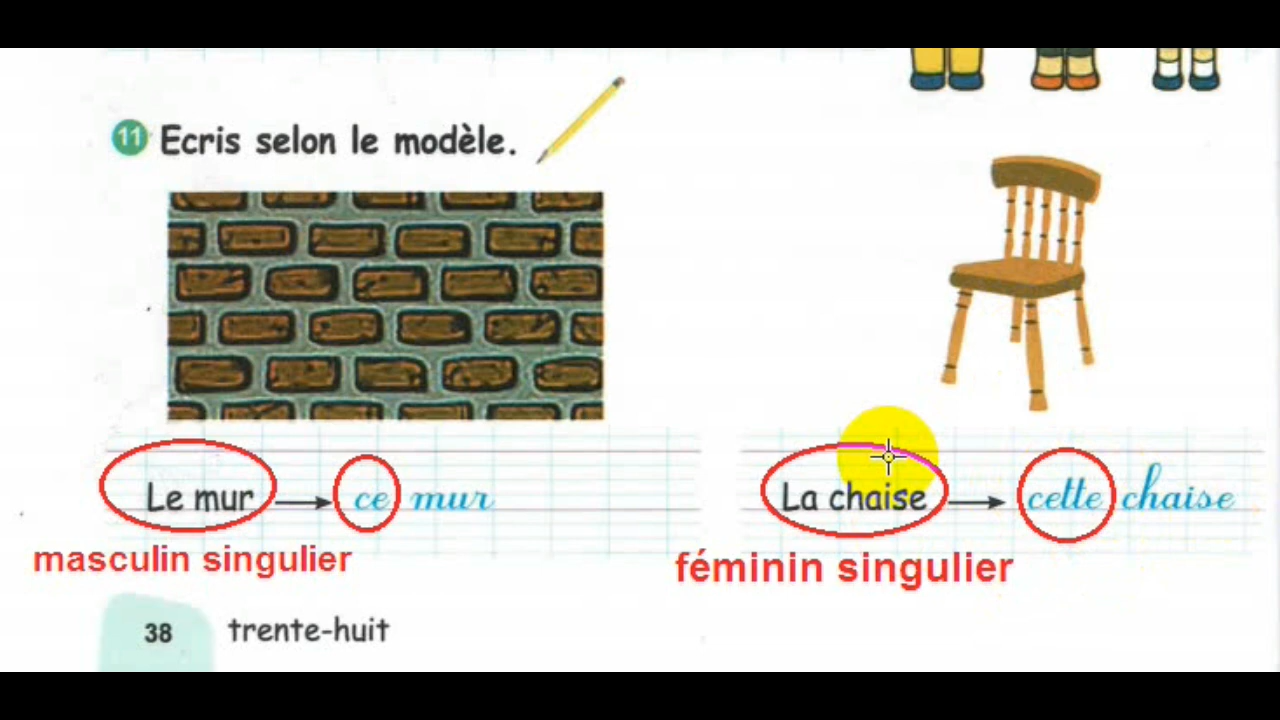 11 Ecris selon le modèle.
Le mur → ce mur
La chaise → cette chaise
masculin singulier
féminin singulier
38 trente-huit